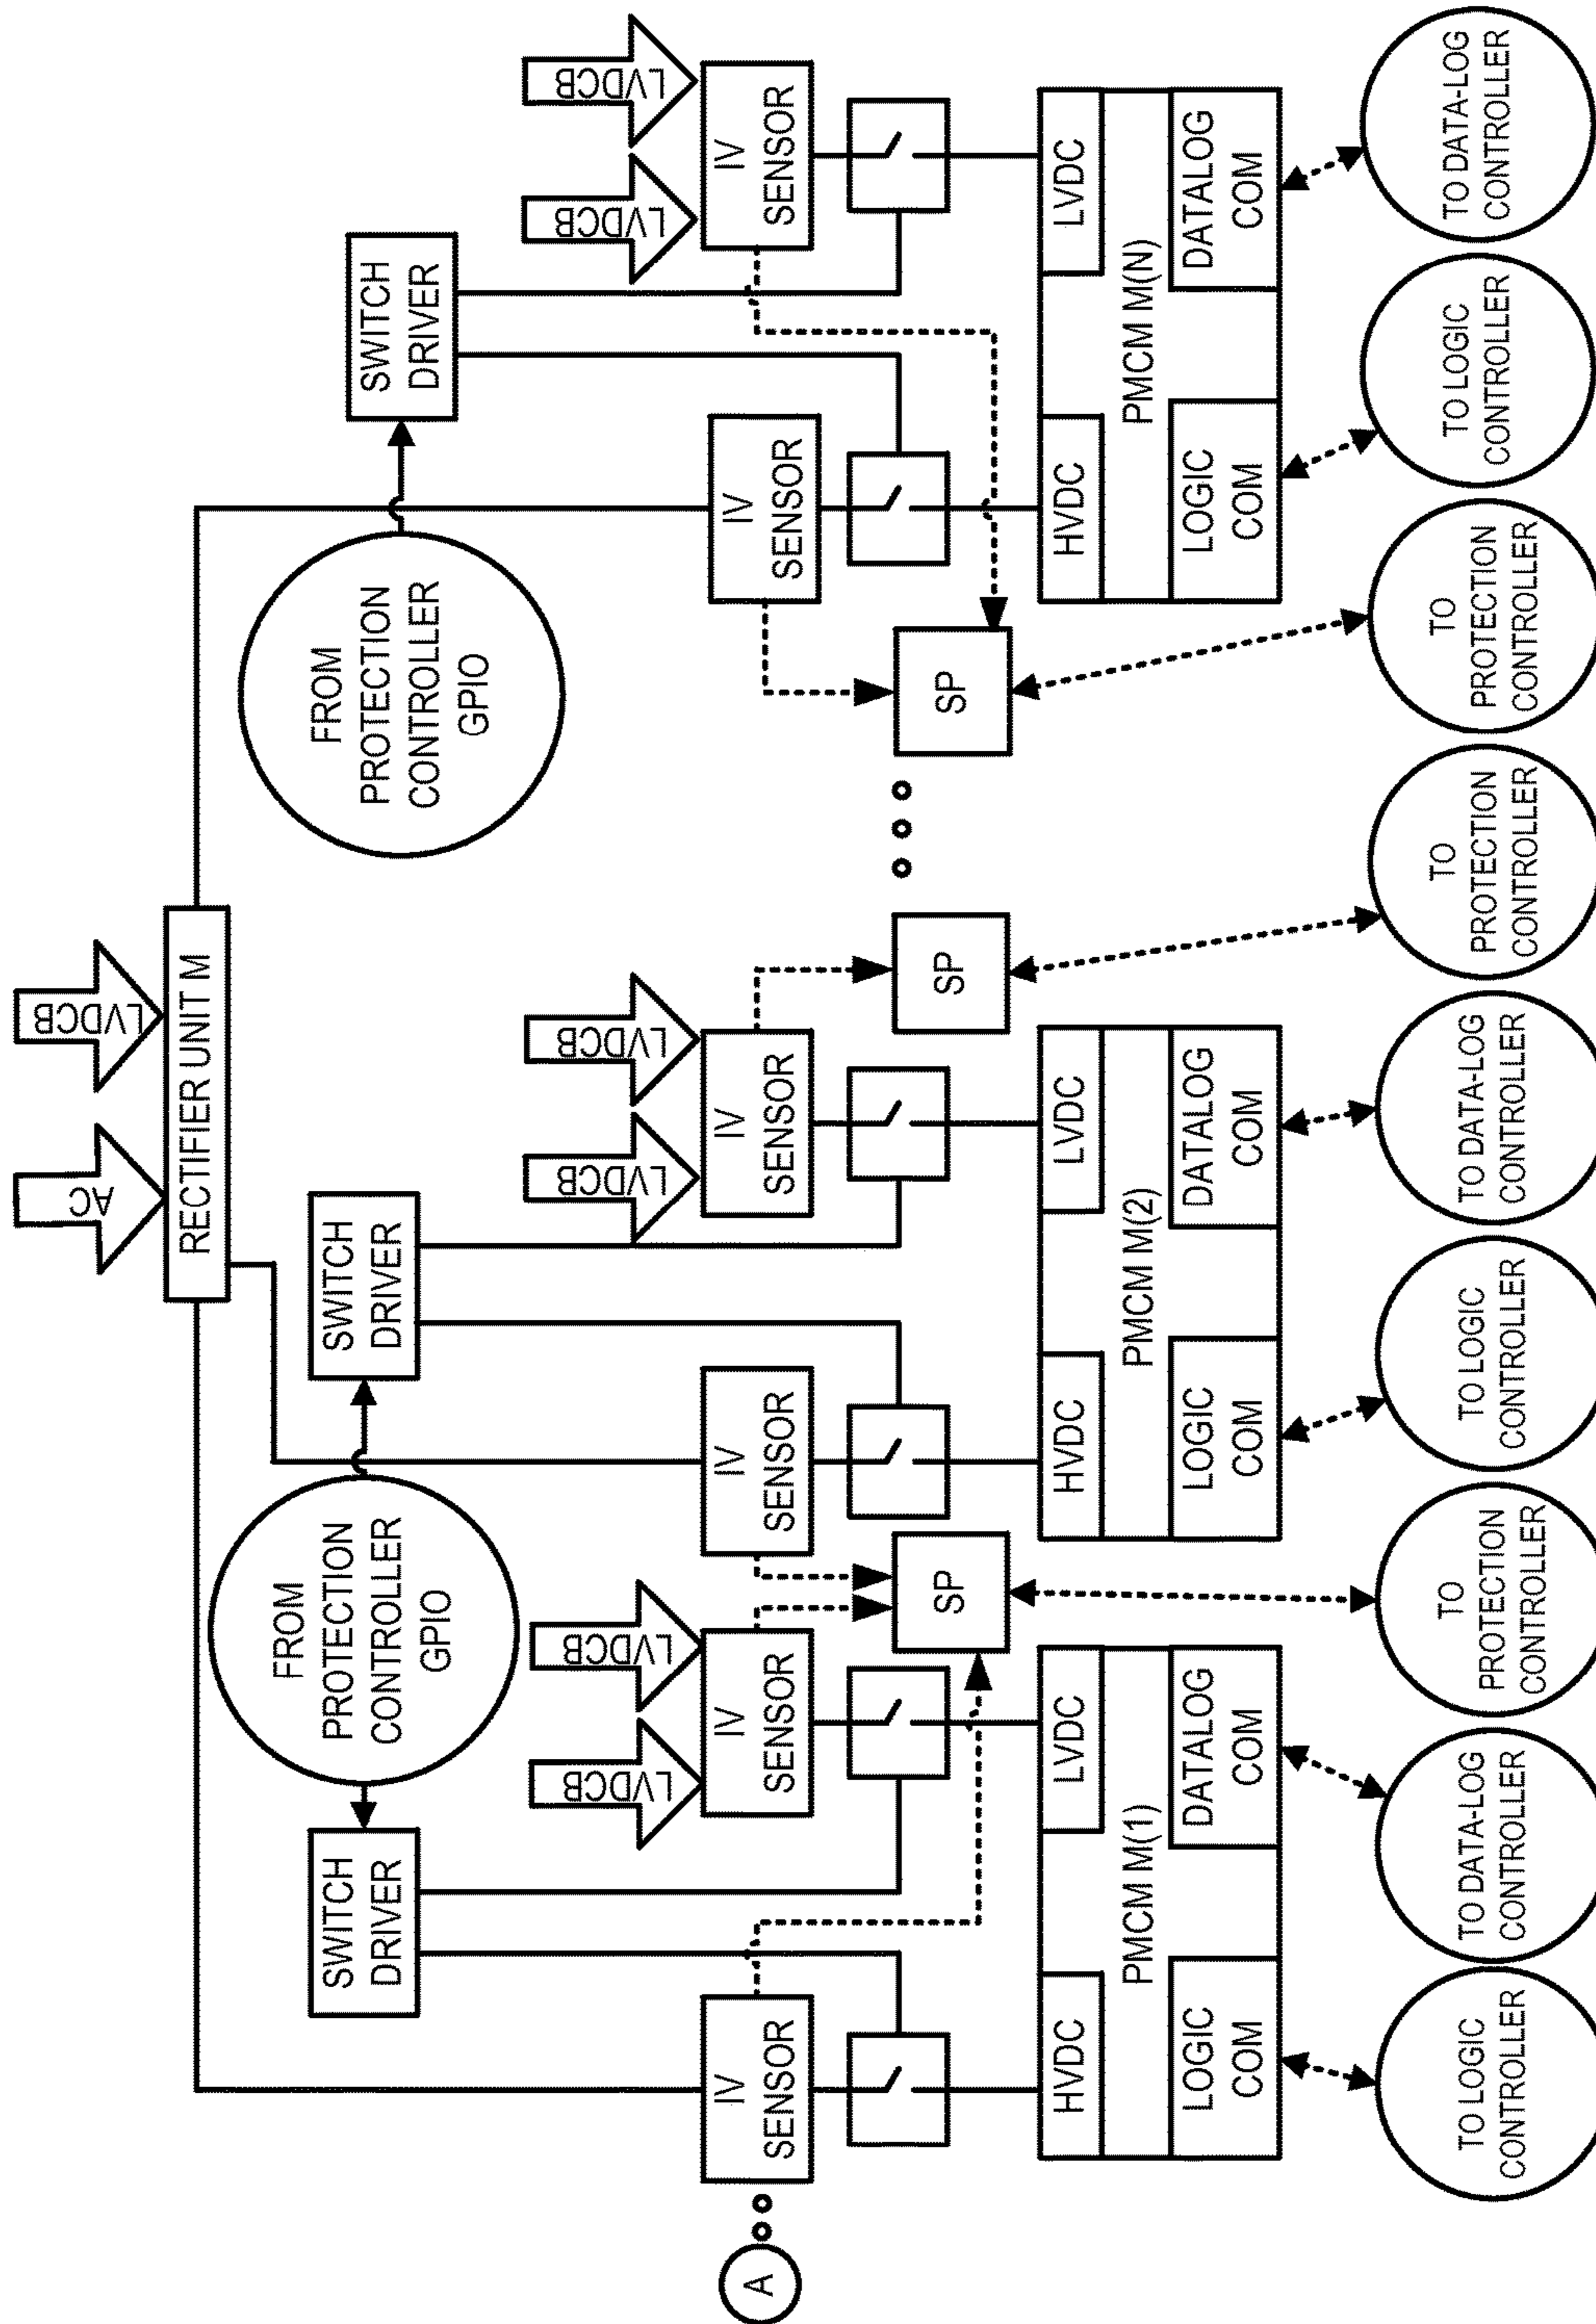 AC
LVDCB
RECTIFIER UNIT M
SWITCH
DRIVER
FROM
PROTECTION
CONTROLLER
GPIO
SWITCH
DRIVER
FROM
PROTECTION
CONTROLLER
GPIO
SWITCH
DRIVER
LVDCB
LVDCB
LVDCB
LVDCB
LVDCB
LVDCB
A
IV
SENSOR
IV
SENSOR
IV
SENSOR
IV
SENSOR
IV
SENSOR
IV
SENSOR
SP
SP
SP
HVDC
LVDC
PMCM M(1)
LOGIC
COM
DATALOG
COM
HVDC
LVDC
PMCM M(2)
LOGIC
COM
DATALOG
COM
HVDC
LVDC
PMCM M(N)
LOGIC
COM
DATALOG
COM
TO LOGIC
CONTROLLER
TO DATA-LOG
CONTROLLER
TO
PROTECTION
CONTROLLER
TO LOGIC
CONTROLLER
TO DATA-LOG
CONTROLLER
TO
PROTECTION
CONTROLLER
TO
PROTECTION
CONTROLLER
TO LOGIC
CONTROLLER
TO DATA-LOG
CONTROLLER